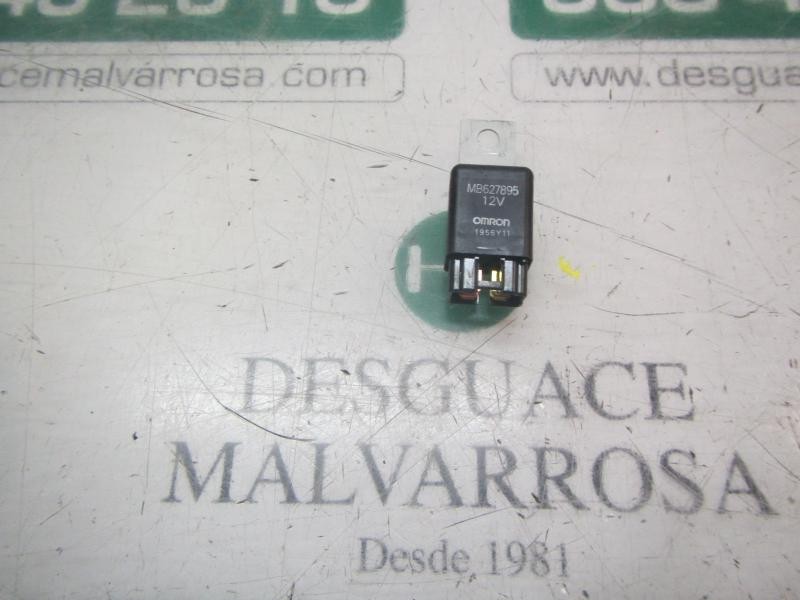 cemalvarrosa.com
www.desgua
MB627895
12V
OMRON
1956Y11
DESGUACE
MALVARROSA
Desde 1981